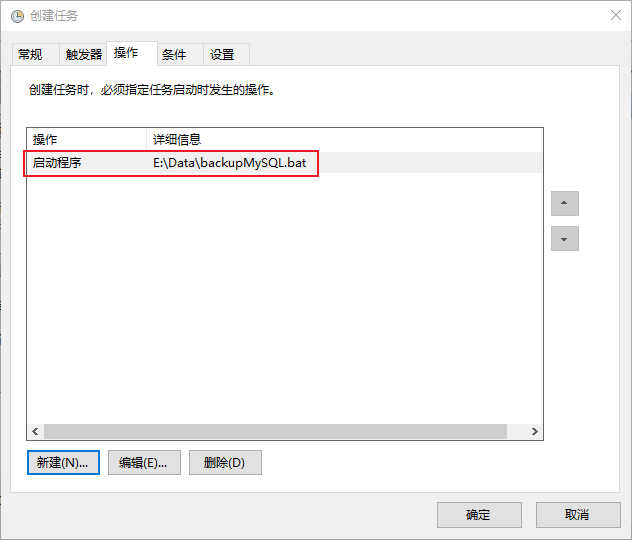 创建任务
常规 触发器 操作 条件 设置
创建任务时，必须指定任务启动时发生的操作。
操作 详细信息
启动程序 E:\Data\backupMySQL.bat
新建(N)... 编辑(E)... 删除(D)
确定 取消